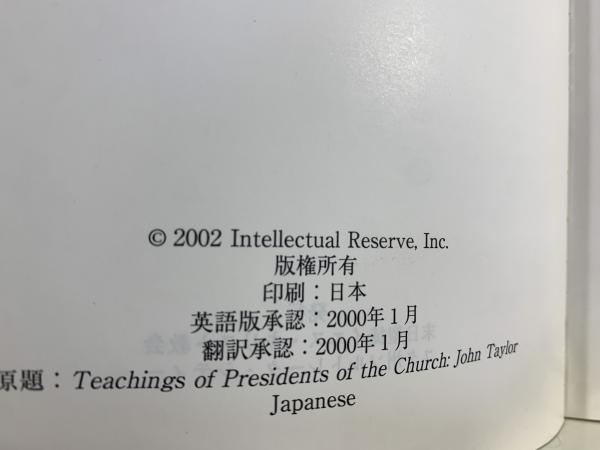 © 2002 Intellectual Reserve, Inc.
版権所有
印刷：日本
英語版承認：2000年1月
翻訳承認：2000年1月
原題：Teachings of Presidents of the Church: John Taylor
Japanese